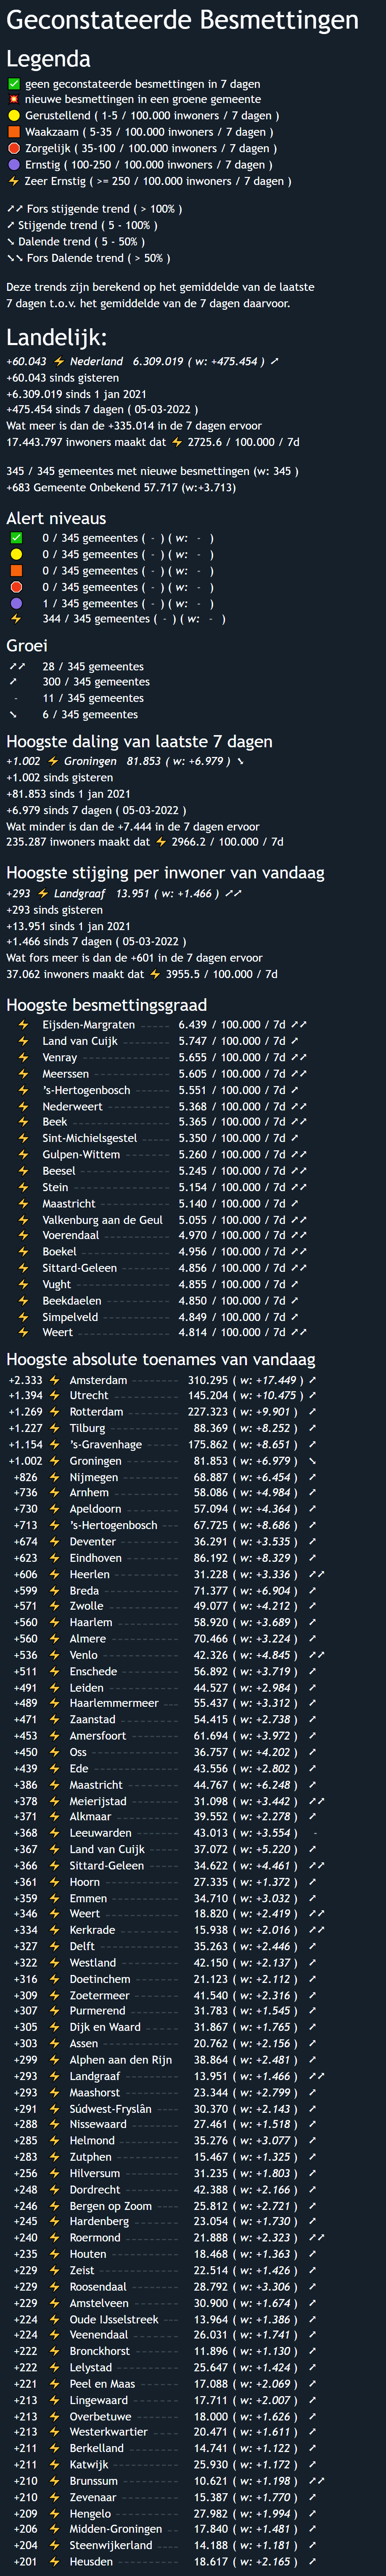 Geconstateerde Besmettingen
Legenda
geen geconstateerde besmettingen in 7 dagen
nieuwe besmettingen in een groene gemeente
Gerustellend ( 1-5 / 100.000 inwoners / 7 dagen )
Waakzaam ( 5-35 / 100.000 inwoners / 7 dagen )
Zorgelijk ( 35-100 / 100.000 inwoners / 7 dagen )
Ernstig ( 100-250 / 100.000 inwoners / 7 dagen )
⚡ Zeer Ernstig ( >= 250 / 100.000 inwoners / 7 dagen )
↗↗ Fors stijgende trend ( > 100% )
↗ Stijgende trend ( 5 - 100% )
↘ Dalende trend ( 5 - 50% )
↘↘ Fors Dalende trend ( > 50% )
Deze trends zijn berekend op het gemiddelde van de laatste
7 dagen t.o.v. het gemiddelde van de 7 dagen daarvoor.
Landelijk:
+60.043 ⚡ Nederland 6.309.019 ( w: +475.454 ) ↗
+60.043 sinds gisteren
+6.309.019 sinds 1 jan 2021
+475.454 sinds 7 dagen ( 05-03-2022 )
Wat meer is dan de +335.014 in de 7 dagen ervoor
17.443.797 inwoners maakt dat ⚡ 2725.6 / 100.000 / 7d
345 / 345 gemeentes met nieuwe besmettingen (w: 345 )
+683 Gemeente Onbekend 57.717 (w:+3.713)
Alert niveaus
0 / 345 gemeentes ( - ) ( w: - )
0 / 345 gemeentes ( - ) ( w: - )
0 / 345 gemeentes ( - ) ( w: - )
0 / 345 gemeentes ( - ) ( w: - )
1 / 345 gemeentes ( - ) ( w: - )
⚡ 344 / 345 gemeentes ( - ) ( w: - )
Groei
↗↗ 28 / 345 gemeentes
↗ 300 / 345 gemeentes
- 11 / 345 gemeentes
↘ 6 / 345 gemeentes
Hoogste daling van laatste 7 dagen
+1.002 ⚡ Groningen 81.853 ( w: +6.979 ) ↘
+1.002 sinds gisteren
+81.853 sinds 1 jan 2021
+6.979 sinds 7 dagen ( 05-03-2022 )
Wat minder is dan de +7.444 in de 7 dagen ervoor
235.287 inwoners maakt dat ⚡ 2966.2 / 100.000 / 7d
Hoogste stijging per inwoner van vandaag
+293 ⚡ Landgraaf 13.951 ( w: +1.466 ) ↗↗
+293 sinds gisteren
+13.951 sinds 1 jan 2021
+1.466 sinds 7 dagen ( 05-03-2022 )
Wat fors meer is dan de +601 in de 7 dagen ervoor
37.062 inwoners maakt dat ⚡ 3955.5 / 100.000 / 7d
Hoogste besmettingsgraad
⚡ Eijsden-Margraten ----- 6.439 / 100.000 / 7d ↗↗
⚡ Land van Cuijk ----- 5.747 / 100.000 / 7d ↗
⚡ Venray ----- 5.655 / 100.000 / 7d ↗↗
⚡ Meerssen ----- 5.605 / 100.000 / 7d ↗↗
⚡ 's-Hertogenbosch ----- 5.551 / 100.000 / 7d ↗
⚡ Nederweert ----- 5.368 / 100.000 / 7d ↗↗
⚡ Beek ----- 5.365 / 100.000 / 7d ↗↗
⚡ Sint-Michielsgestel ----- 5.350 / 100.000 / 7d ↗
⚡ Gulpen-Wittem ----- 5.260 / 100.000 / 7d ↗↗
⚡ Beesel ----- 5.245 / 100.000 / 7d ↗↗
⚡ Stein ----- 5.154 / 100.000 / 7d ↗↗
⚡ Maastricht ----- 5.140 / 100.000 / 7d ↗
⚡ Valkenburg aan de Geul 5.055 / 100.000 / 7d ↗↗
⚡ Voerendaal ----- 4.970 / 100.000 / 7d ↗↗
⚡ Boekel ----- 4.956 / 100.000 / 7d ↗↗
⚡ Sittard-Geleen ----- 4.856 / 100.000 / 7d ↗↗
⚡ Vught ----- 4.855 / 100.000 / 7d ↗
⚡ Beekdaelen ----- 4.850 / 100.000 / 7d ↗
⚡ Simpelveld ----- 4.849 / 100.000 / 7d ↗
⚡ Weert ----- 4.814 / 100.000 / 7d ↗↗
Hoogste absolute toenames van vandaag
+2.333 ⚡ Amsterdam ----- 310.295 ( w: +17.449 ) ↗
+1.394 ⚡ Utrecht ----- 145.204 ( w: +10.475 ) ↗
+1.269 ⚡ Rotterdam ----- 227.323 ( w: +9.901 ) ↗
+1.227 ⚡ Tilburg ----- 88.369 ( w: +8.252 ) ↗
+1.154 ⚡ 's-Gravenhage ----- 175.862 ( w: +8.651 ) ↗
+1.002 ⚡ Groningen ----- 81.853 ( w: +6.979 ) ↘
+826 ⚡ Nijmegen ----- 68.887 ( w: +6.454 ) ↗
+736 ⚡ Arnhem ----- 58.086 ( w: +4.984 ) ↗
+730 ⚡ Apeldoorn ----- 57.094 ( w: +4.364 ) ↗
+713 ⚡ 's-Hertogenbosch ---- 67.725 ( w: +8.686 ) ↗
+674 ⚡ Deventer ----- 36.291 ( w: +3.535 ) ↗
+623 ⚡ Eindhoven ----- 86.192 ( w: +8.329 ) ↗
+606 ⚡ Heerlen ----- 31.228 ( w: +3.336 ) ↗↗
+599 ⚡ Breda ----- 71.377 ( w: +6.904 ) ↗
+571 ⚡ Zwolle ----- 49.077 ( w: +4.212 ) ↗
+560 ⚡ Haarlem ----- 58.920 ( w: +3.689 ) ↗
+560 ⚡ Almere ----- 70.466 ( w: +3.224 ) ↗
+536 ⚡ Venlo ----- 42.326 ( w: +4.845 ) ↗↗
+511 ⚡ Enschede ----- 56.892 ( w: +3.719 ) ↗
+491 ⚡ Leiden ----- 44.527 ( w: +2.984 ) ↗
+489 ⚡ Haarlemmermeer ---- 55.437 ( w: +3.312 ) ↗
+471 ⚡ Zaanstad ----- 54.415 ( w: +2.738 ) ↗
+453 ⚡ Amersfoort ----- 61.694 ( w: +3.972 ) ↗
+450 ⚡ Oss ----- 36.757 ( w: +4.202 ) ↗
+439 ⚡ Ede ----- 43.556 ( w: +2.802 ) ↗
+386 ⚡ Maastricht ----- 44.767 ( w: +6.248 ) ↗
+378 ⚡ Meierijstad ----- 31.098 ( w: +3.442 ) ↗↗
+371 ⚡ Alkmaar ----- 39.552 ( w: +2.278 ) ↗
+368 ⚡ Leeuwarden ----- 43.013 ( w: +3.554 ) -
+367 ⚡ Land van Cuijk ----- 37.072 ( w: +5.220 ) ↗
+366 ⚡ Sittard-Geleen ----- 34.622 ( w: +4.461 ) ↗↗
+361 ⚡ Hoorn ----- 27.335 ( w: +1.372 ) ↗
+359 ⚡ Emmen ----- 34.710 ( w: +3.032 ) ↗
+346 ⚡ Weert ----- 18.820 ( w: +2.419 ) ↗↗
+334 ⚡ Kerkrade ----- 15.938 ( w: +2.016 ) ↗↗
+327 ⚡ Delft ----- 35.263 ( w: +2.446 ) ↗
+322 ⚡ Westland ----- 42.150 ( w: +2.137 ) ↗
+316 ⚡ Doetinchem ----- 21.123 ( w: +2.112 ) ↗
+309 ⚡ Zoetermeer ----- 41.540 ( w: +2.316 ) ↗
+307 ⚡ Purmerend ----- 31.783 ( w: +1.545 ) ↗
+305 ⚡ Dijk en Waard ----- 31.867 ( w: +1.765 ) ↗
+303 ⚡ Assen ----- 20.762 ( w: +2.156 ) ↗
+299 ⚡ Alphen aan den Rijn 38.864 ( w: +2.481 ) ↗
+293 ⚡ Landgraaf ----- 13.951 ( w: +1.466 ) ↗↗
+293 ⚡ Maashorst ----- 23.344 ( w: +2.799 ) ↗
+291 ⚡ Súdwest-Fryslân ---- 30.370 ( w: +2.143 ) ↗
+288 ⚡ Nissewaard ----- 27.461 ( w: +1.518 ) ↗
+285 ⚡ Helmond ----- 35.276 ( w: +3.077 ) ↗
+283 ⚡ Zutphen ----- 15.467 ( w: +1.325 ) ↗
+256 ⚡ Hilversum ----- 31.235 ( w: +1.803 ) ↗
+248 ⚡ Dordrecht ----- 42.388 ( w: +2.166 ) ↗
+246 ⚡ Bergen op Zoom ---- 25.812 ( w: +2.721 ) ↗
+245 ⚡ Hardenberg ----- 23.054 ( w: +1.730 ) ↗
+240 ⚡ Roermond ----- 21.888 ( w: +2.323 ) ↗↗
+235 ⚡ Houten ----- 18.468 ( w: +1.363 ) ↗
+229 ⚡ Zeist ----- 22.514 ( w: +1.426 ) ↗
+229 ⚡ Roosendaal ----- 28.792 ( w: +3.306 ) ↗
+229 ⚡ Amstelveen ----- 30.900 ( w: +1.674 ) ↗
+224 ⚡ Oude IJsselstreek --- 13.964 ( w: +1.386 ) ↗
+224 ⚡ Veenendaal ----- 26.031 ( w: +1.741 ) ↗
+222 ⚡ Bronckhorst ----- 11.896 ( w: +1.130 ) ↗
+222 ⚡ Lelystad ----- 25.647 ( w: +1.424 ) ↗
+221 ⚡ Peel en Maas ----- 17.088 ( w: +2.069 ) ↗
+213 ⚡ Lingewaard ----- 17.711 ( w: +2.007 ) ↗
+213 ⚡ Overbetuwe ----- 18.000 ( w: +1.626 ) ↗
+213 ⚡ Westerkwartier ----- 20.471 ( w: +1.611 ) ↗
+211 ⚡ Berkelland ----- 14.741 ( w: +1.122 ) ↗
+211 ⚡ Katwijk ----- 25.930 ( w: +1.172 ) ↗
+210 ⚡ Brunssum ----- 10.621 ( w: +1.198 ) ↗↗
+210 ⚡ Zevenaar ----- 15.387 ( w: +1.770 ) ↗
+209 ⚡ Hengelo ----- 27.982 ( w: +1.994 ) ↗
+206 ⚡ Midden-Groningen --- 17.840 ( w: +1.481 ) ↗
+204 ⚡ Steenwijkerland ---- 14.188 ( w: +1.181 ) ↗
+201 ⚡ Heusden ----- 18.617 ( w: +2.165 ) ↗